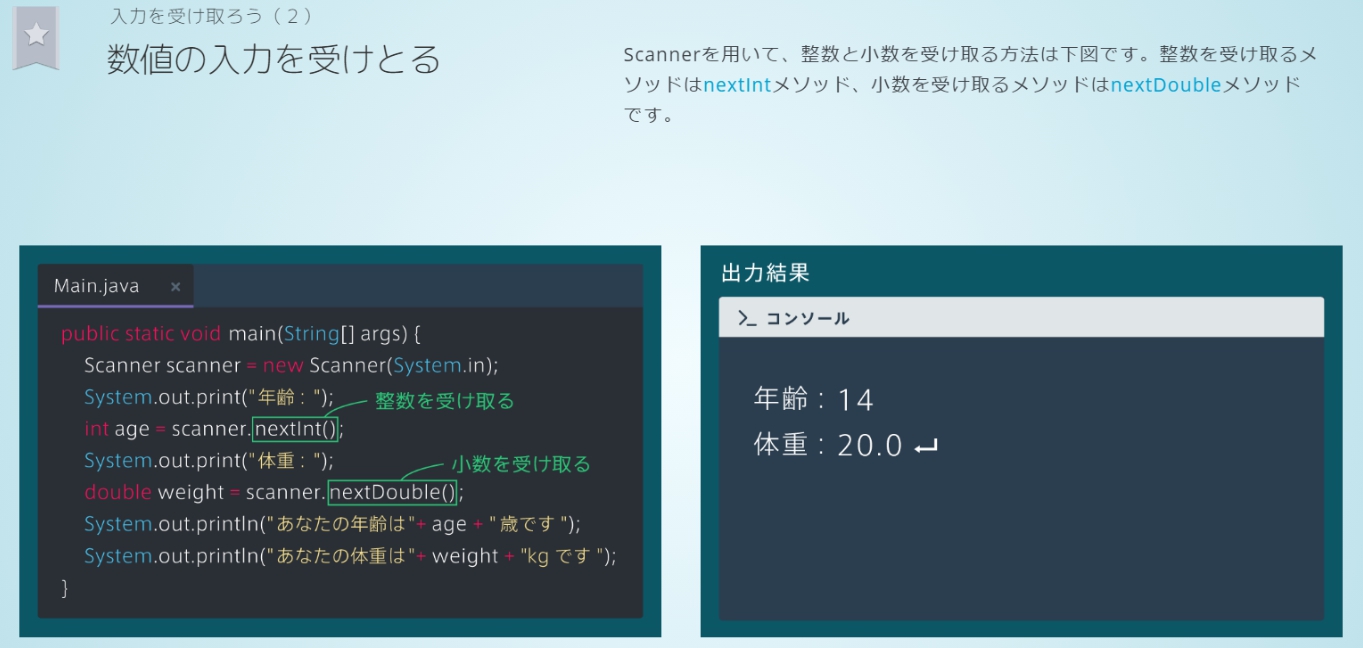 入力を受け取ろう（2）
数値の入力を受けとる
Scannerを用いて、整数と小数を受け取る方法は下図です。整数を受け取るメ
ソッドはnextIntメソッド、小数を受け取るメソッドはnextDoubleメソッド
です。
Main.java ×
public static void main(String[] args) {
Scanner scanner = new Scanner(System.in);
System.out.print("年齢：");
整数を受け取る
int age = scanner.nextInt();
System.out.print("体重：");
小数を受け取る
double weight = scanner.nextDouble();
System.out.println("あなたの年齢は"+ age + "歳です");
System.out.println("あなたの体重は"+ weight + "kg です");
}
出力結果
>_ コンソール
年齢：14
体重：20.0 ↵